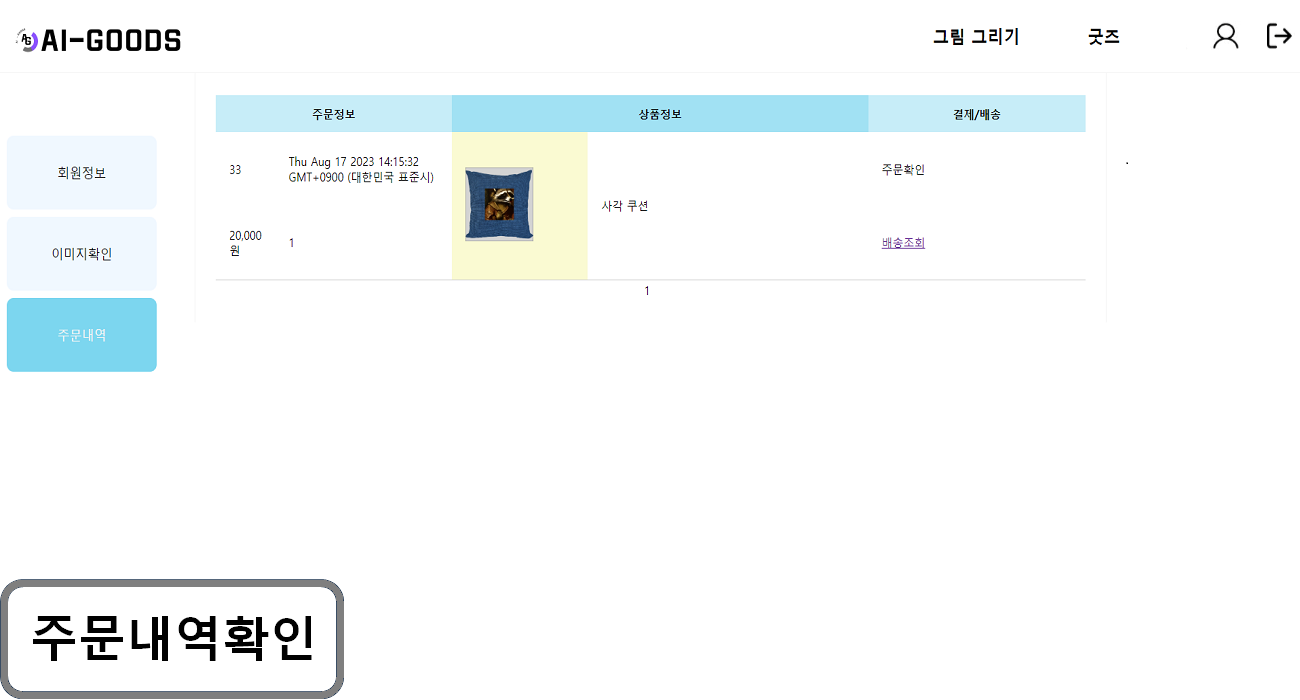 AG AI-GOODS
그림 그리기
굿즈
회원정보
이미지확인
주문내역
주문정보
상품정보
결제/배송
33
Thu Aug 17 2023 14:15:32
GMT+0900 (대한민국 표준시)
사각 쿠션
주문확인
20,000
원
1
배송조회
1
.
주문내역확인